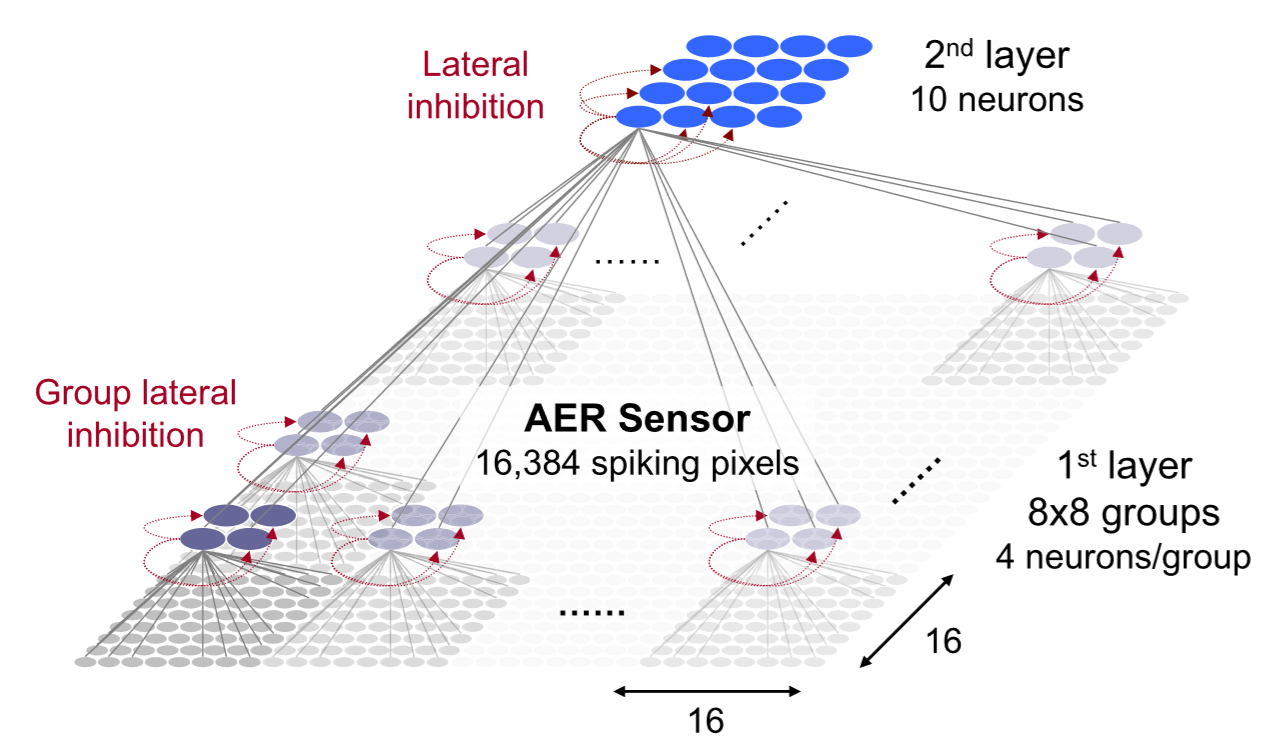 Lateral
inhibition
2nd layer
10 neurons
Group lateral
inhibition
AER Sensor
16,384 spiking pixels
1st layer
8x8 groups
4 neurons/group
16
16